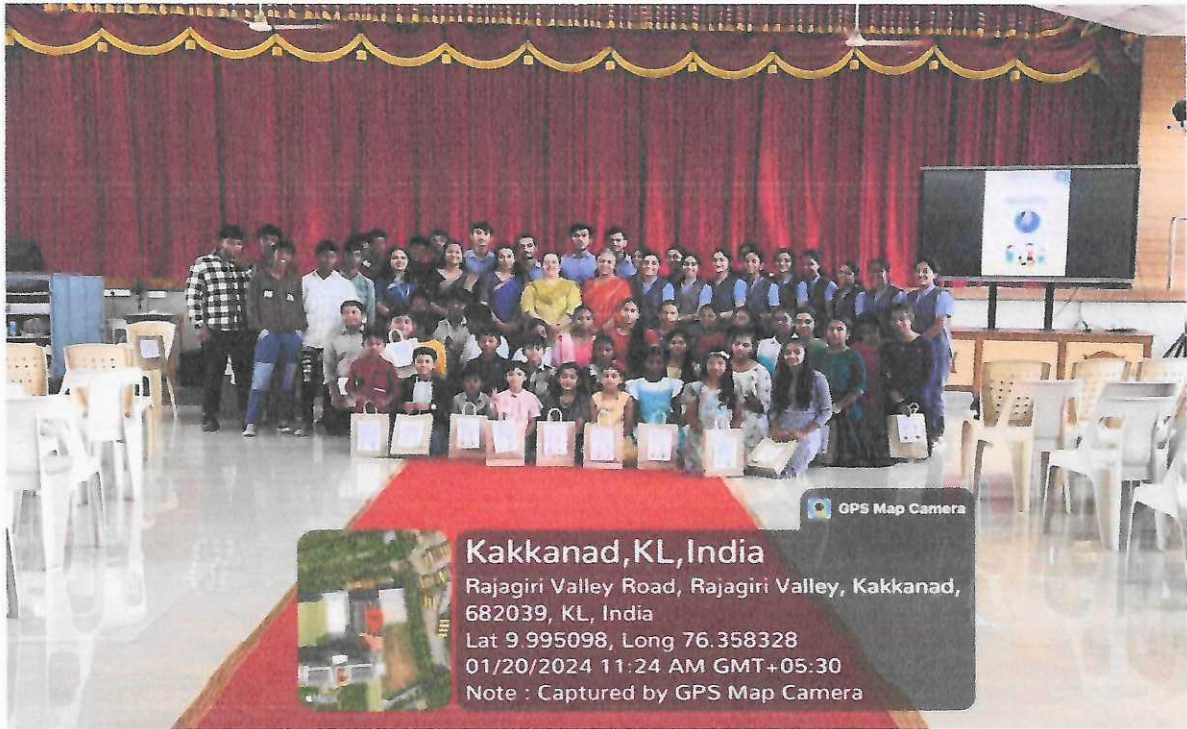 GPS Map Camera
Kakkanad,KL,India
Rajagiri Valley Road, Rajagiri Valley, Kakkanad,
682039, KL, India
Lat 9.995098, Long 76.358328
01/20/2024 11:24 AM GMT+05:30
Note : Captured by GPS Map Camera